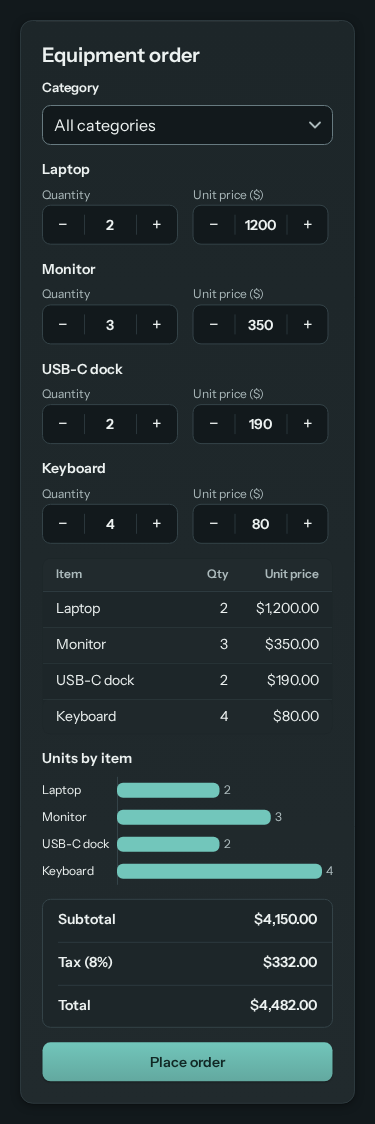 Equipment order
Category
All categories
Laptop
Quantity Unit price ($)
− 2 + − 1200 +
Monitor
Quantity Unit price ($)
− 3 + − 350 +
USB-C dock
Quantity Unit price ($)
− 2 + − 190 +
Keyboard
Quantity Unit price ($)
− 4 + − 80 +
Item Qty Unit price
Laptop 2 $1,200.00
Monitor 3 $350.00
USB-C dock 2 $190.00
Keyboard 4 $80.00
Units by item
Laptop 2
Monitor 3
USB-C dock 2
Keyboard 4
Subtotal $4,150.00
Tax (8%) $332.00
Total $4,482.00
Place order